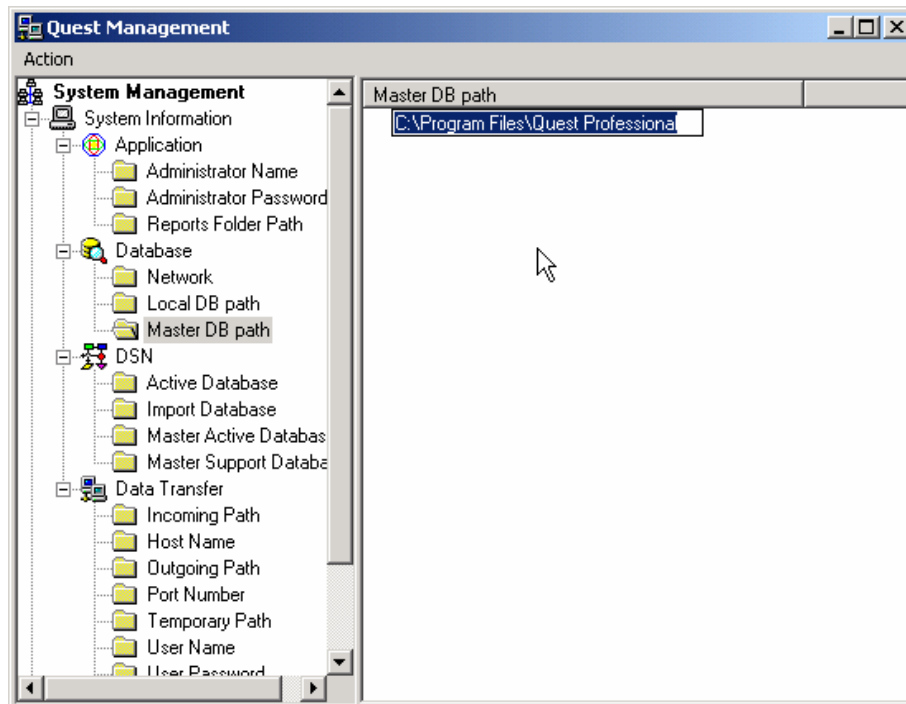 Quest Management
Action
System Management
System Information
Application
Administrator Name
Administrator Password
Reports Folder Path
Database
Network
Local DB path
Master DB path
DSN
Active Database
Import Database
Master Active Databas
Master Support Databa
Data Transfer
Incoming Path
Host Name
Outgoing Path
Port Number
Temporary Path
User Name
User Password
Master DB path
C:\Program Files\Quest Professional